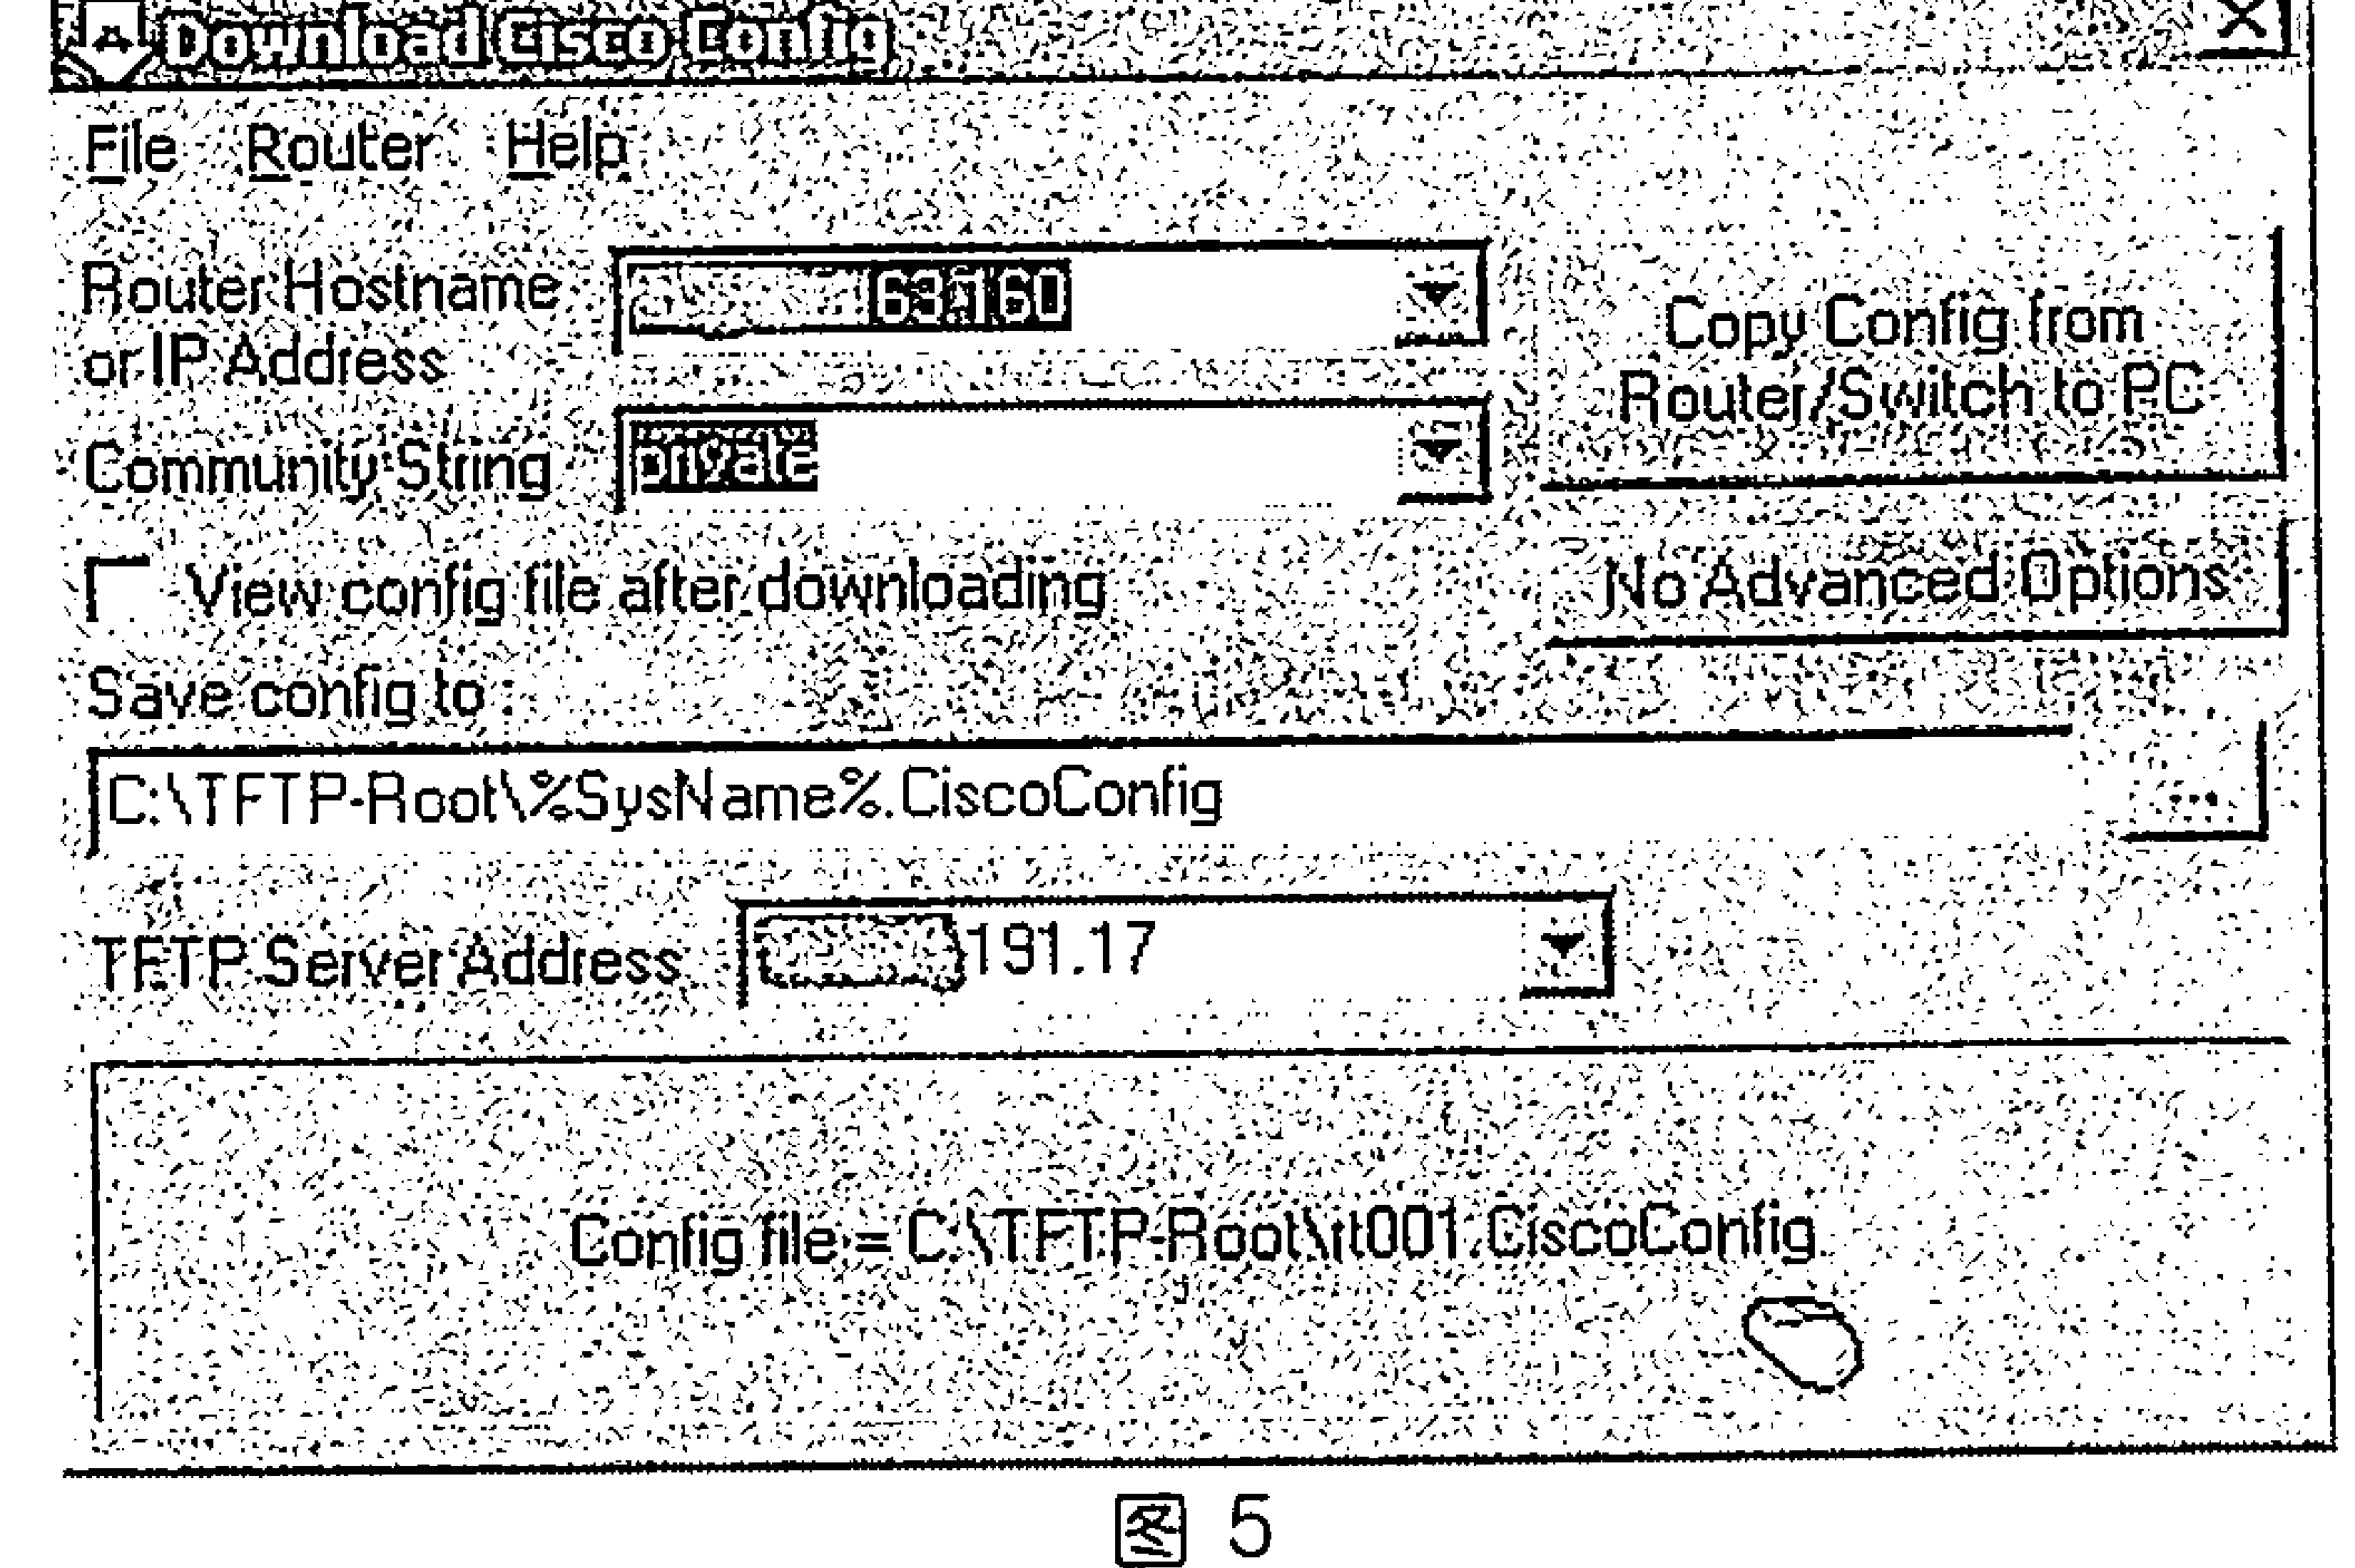 Download Cisco Config
File Router Help
Router Hostname
or IP Address
63.160
Copy Config from
Router/Switch to PC
Community String
private
View config file after downloading
No Advanced Options
Save config to :
C:\TFTP-Root\%SysName%.CiscoConfig
...
TFTP Server Address
191.17
Config file = C:\TFTP-Root\rt001.CiscoConfig
图 5